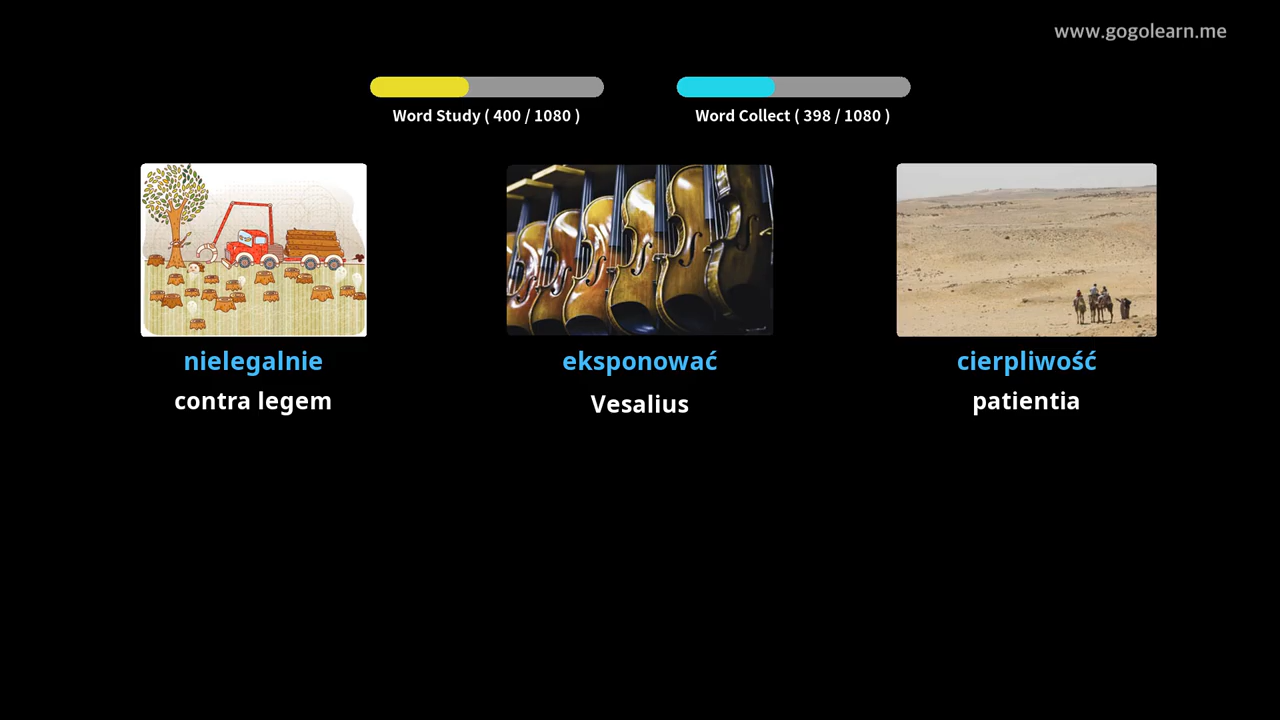 www.gogolearn.me
Word Study ( 400 / 1080 )
Word Collect ( 398 / 1080 )
nielegalnie
contra legem
eksponować
Vesalius
cierpliwość
patientia